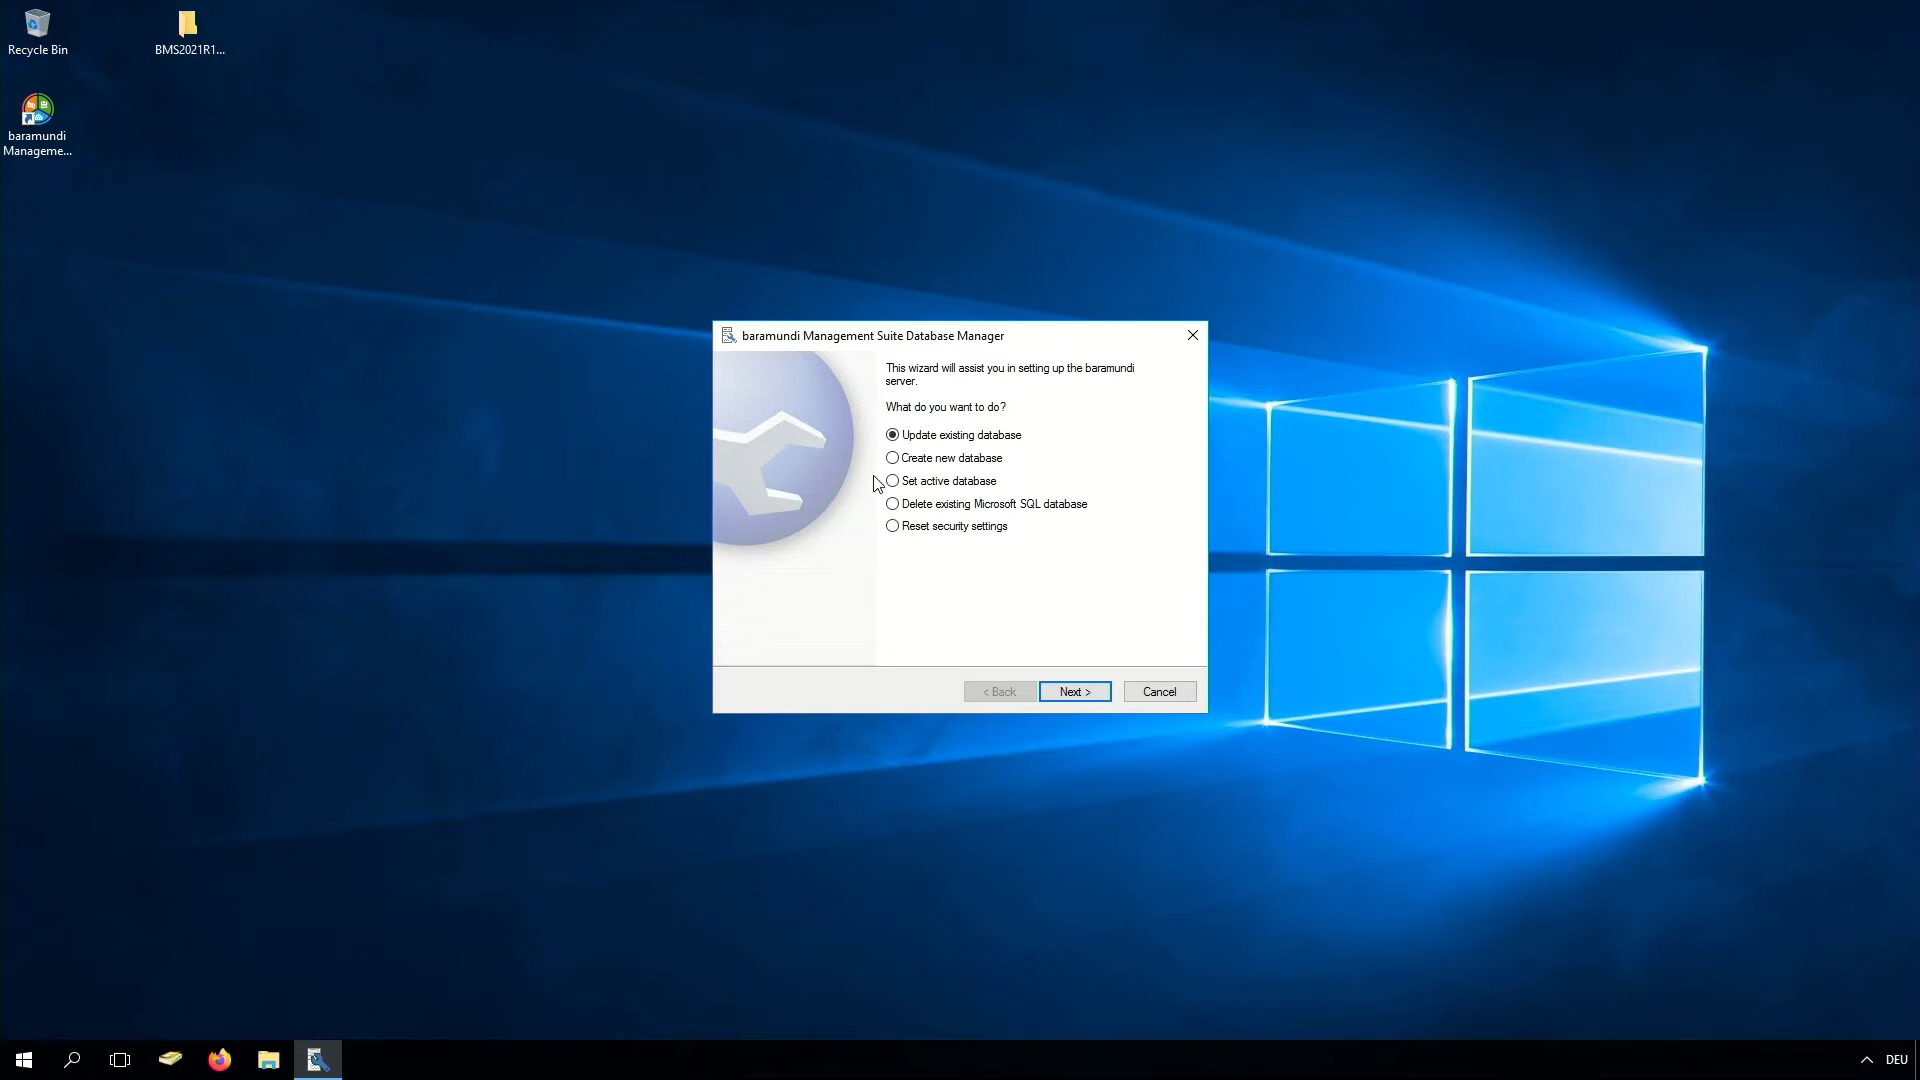 Recycle Bin
BMS2021R1...
baramundi
Manageme...
baramundi Management Suite Database Manager
This wizard will assist you in setting up the baramundi
server.
What do you want to do?
Update existing database
Create new database
Set active database
Delete existing Microsoft SQL database
Reset security settings
< Back
Next >
Cancel
DEU